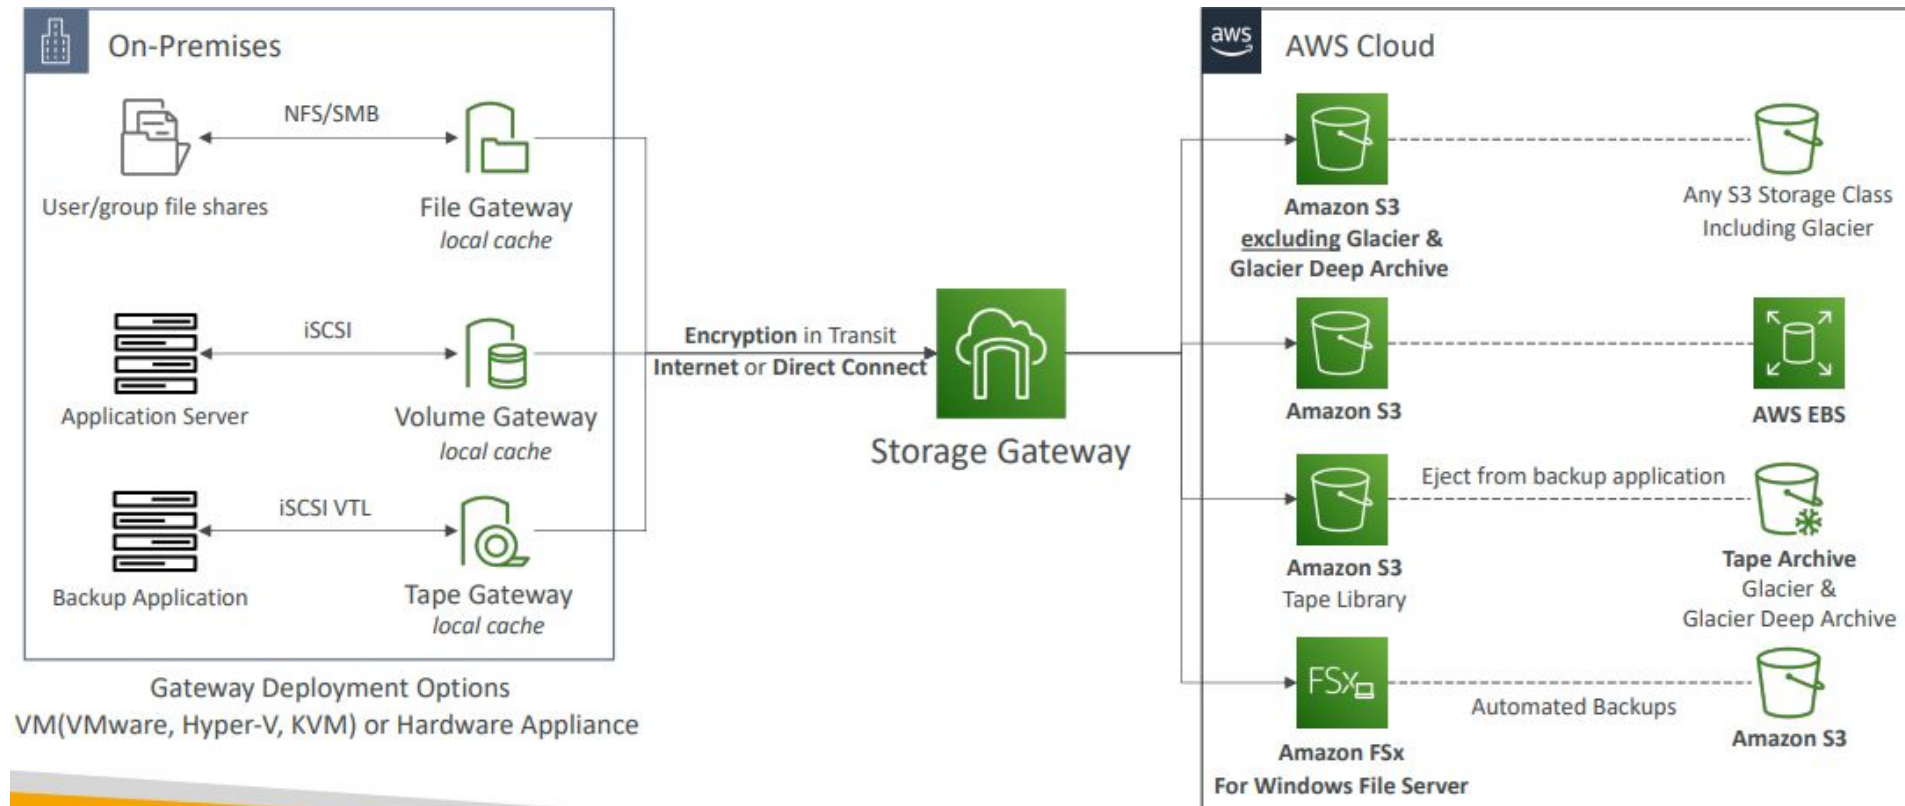 On-Premises
NFS/SMB
User/group file shares
File Gateway
local cache
iSCSI
Application Server
Volume Gateway
local cache
iSCSI VTL
Backup Application
Tape Gateway
local cache
Gateway Deployment Options
VM(VMware, Hyper-V, KVM) or Hardware Appliance
Encryption in Transit
Internet or Direct Connect
Storage Gateway
aws
AWS Cloud
Amazon S3
excluding Glacier &
Glacier Deep Archive
Any S3 Storage Class
Including Glacier
Amazon S3
AWS EBS
Eject from backup application
Amazon S3
Tape Library
Tape Archive
Glacier &
Glacier Deep Archive
FSx
Automated Backups
Amazon FSx
For Windows File Server
Amazon S3